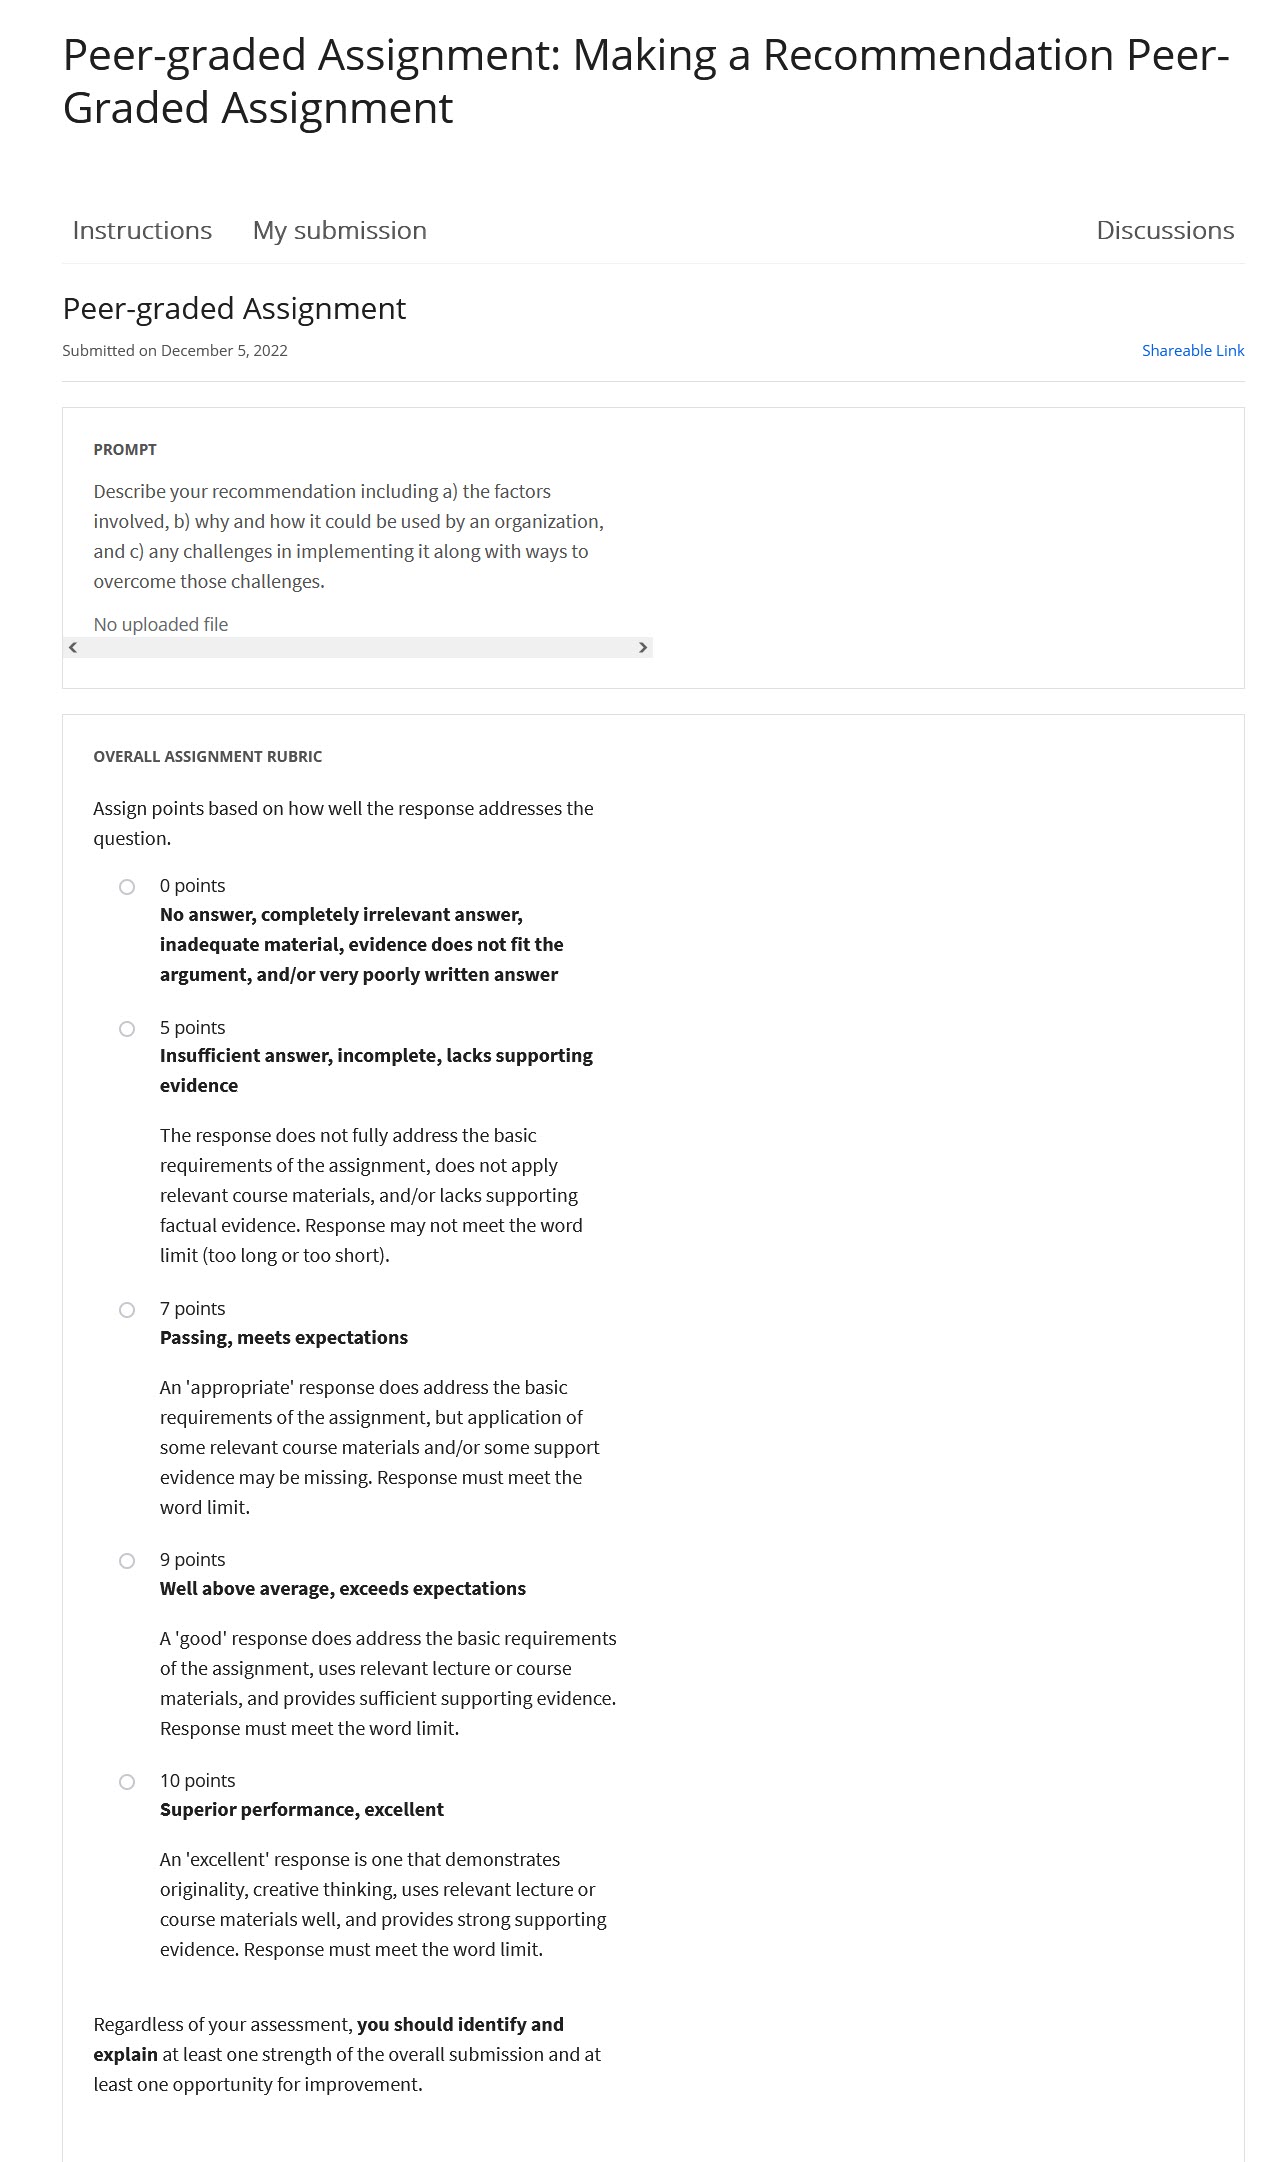 Peer-graded Assignment: Making a Recommendation Peer-
Graded Assignment
Instructions
My submission
Discussions
Peer-graded Assignment
Submitted on December 5, 2022
Shareable Link
PROMPT
Describe your recommendation including a) the factors
involved, b) why and how it could be used by an organization,
and c) any challenges in implementing it along with ways to
overcome those challenges.
No uploaded file
OVERALL ASSIGNMENT RUBRIC
Assign points based on how well the response addresses the
question.
0 points
No answer, completely irrelevant answer,
inadequate material, evidence does not fit the
argument, and/or very poorly written answer
5 points
Insufficient answer, incomplete, lacks supporting
evidence
The response does not fully address the basic
requirements of the assignment, does not apply
relevant course materials, and/or lacks supporting
factual evidence. Response may not meet the word
limit (too long or too short).
7 points
Passing, meets expectations
An 'appropriate' response does address the basic
requirements of the assignment, but application of
some relevant course materials and/or some support
evidence may be missing. Response must meet the
word limit.
9 points
Well above average, exceeds expectations
A 'good' response does address the basic requirements
of the assignment, uses relevant lecture or course
materials, and provides sufficient supporting evidence.
Response must meet the word limit.
10 points
Superior performance, excellent
An 'excellent' response is one that demonstrates
originality, creative thinking, uses relevant lecture or
course materials well, and provides strong supporting
evidence. Response must meet the word limit.
Regardless of your assessment, you should identify and
explain at least one strength of the overall submission and at
least one opportunity for improvement.